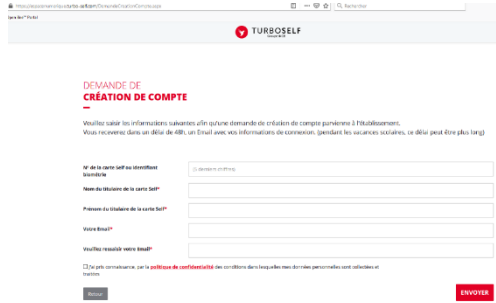 TURBOSELF
DEMANDE DE
CRÉATION DE COMPTE
Veuillez saisir les informations suivantes afin qu'une demande de création de compte parvienne à l'établissement.
Vous receverez dans un délai de 48h, un Email avec vos informations de connexion. (pendant les vacances scolaires, ce délai peut être plus long)
N° de la carte Self ou identifiant
biométrie
Nom du titulaire de la carte Self*
Prénom du titulaire de la carte Self*
Votre Email*
Veuillez ressaisir votre Email*
J'ai pris connaissance, par la politique de confidentialité des conditions dans lesquelles mes données personnelles sont collectées et
traitées
Retour
ENVOYER